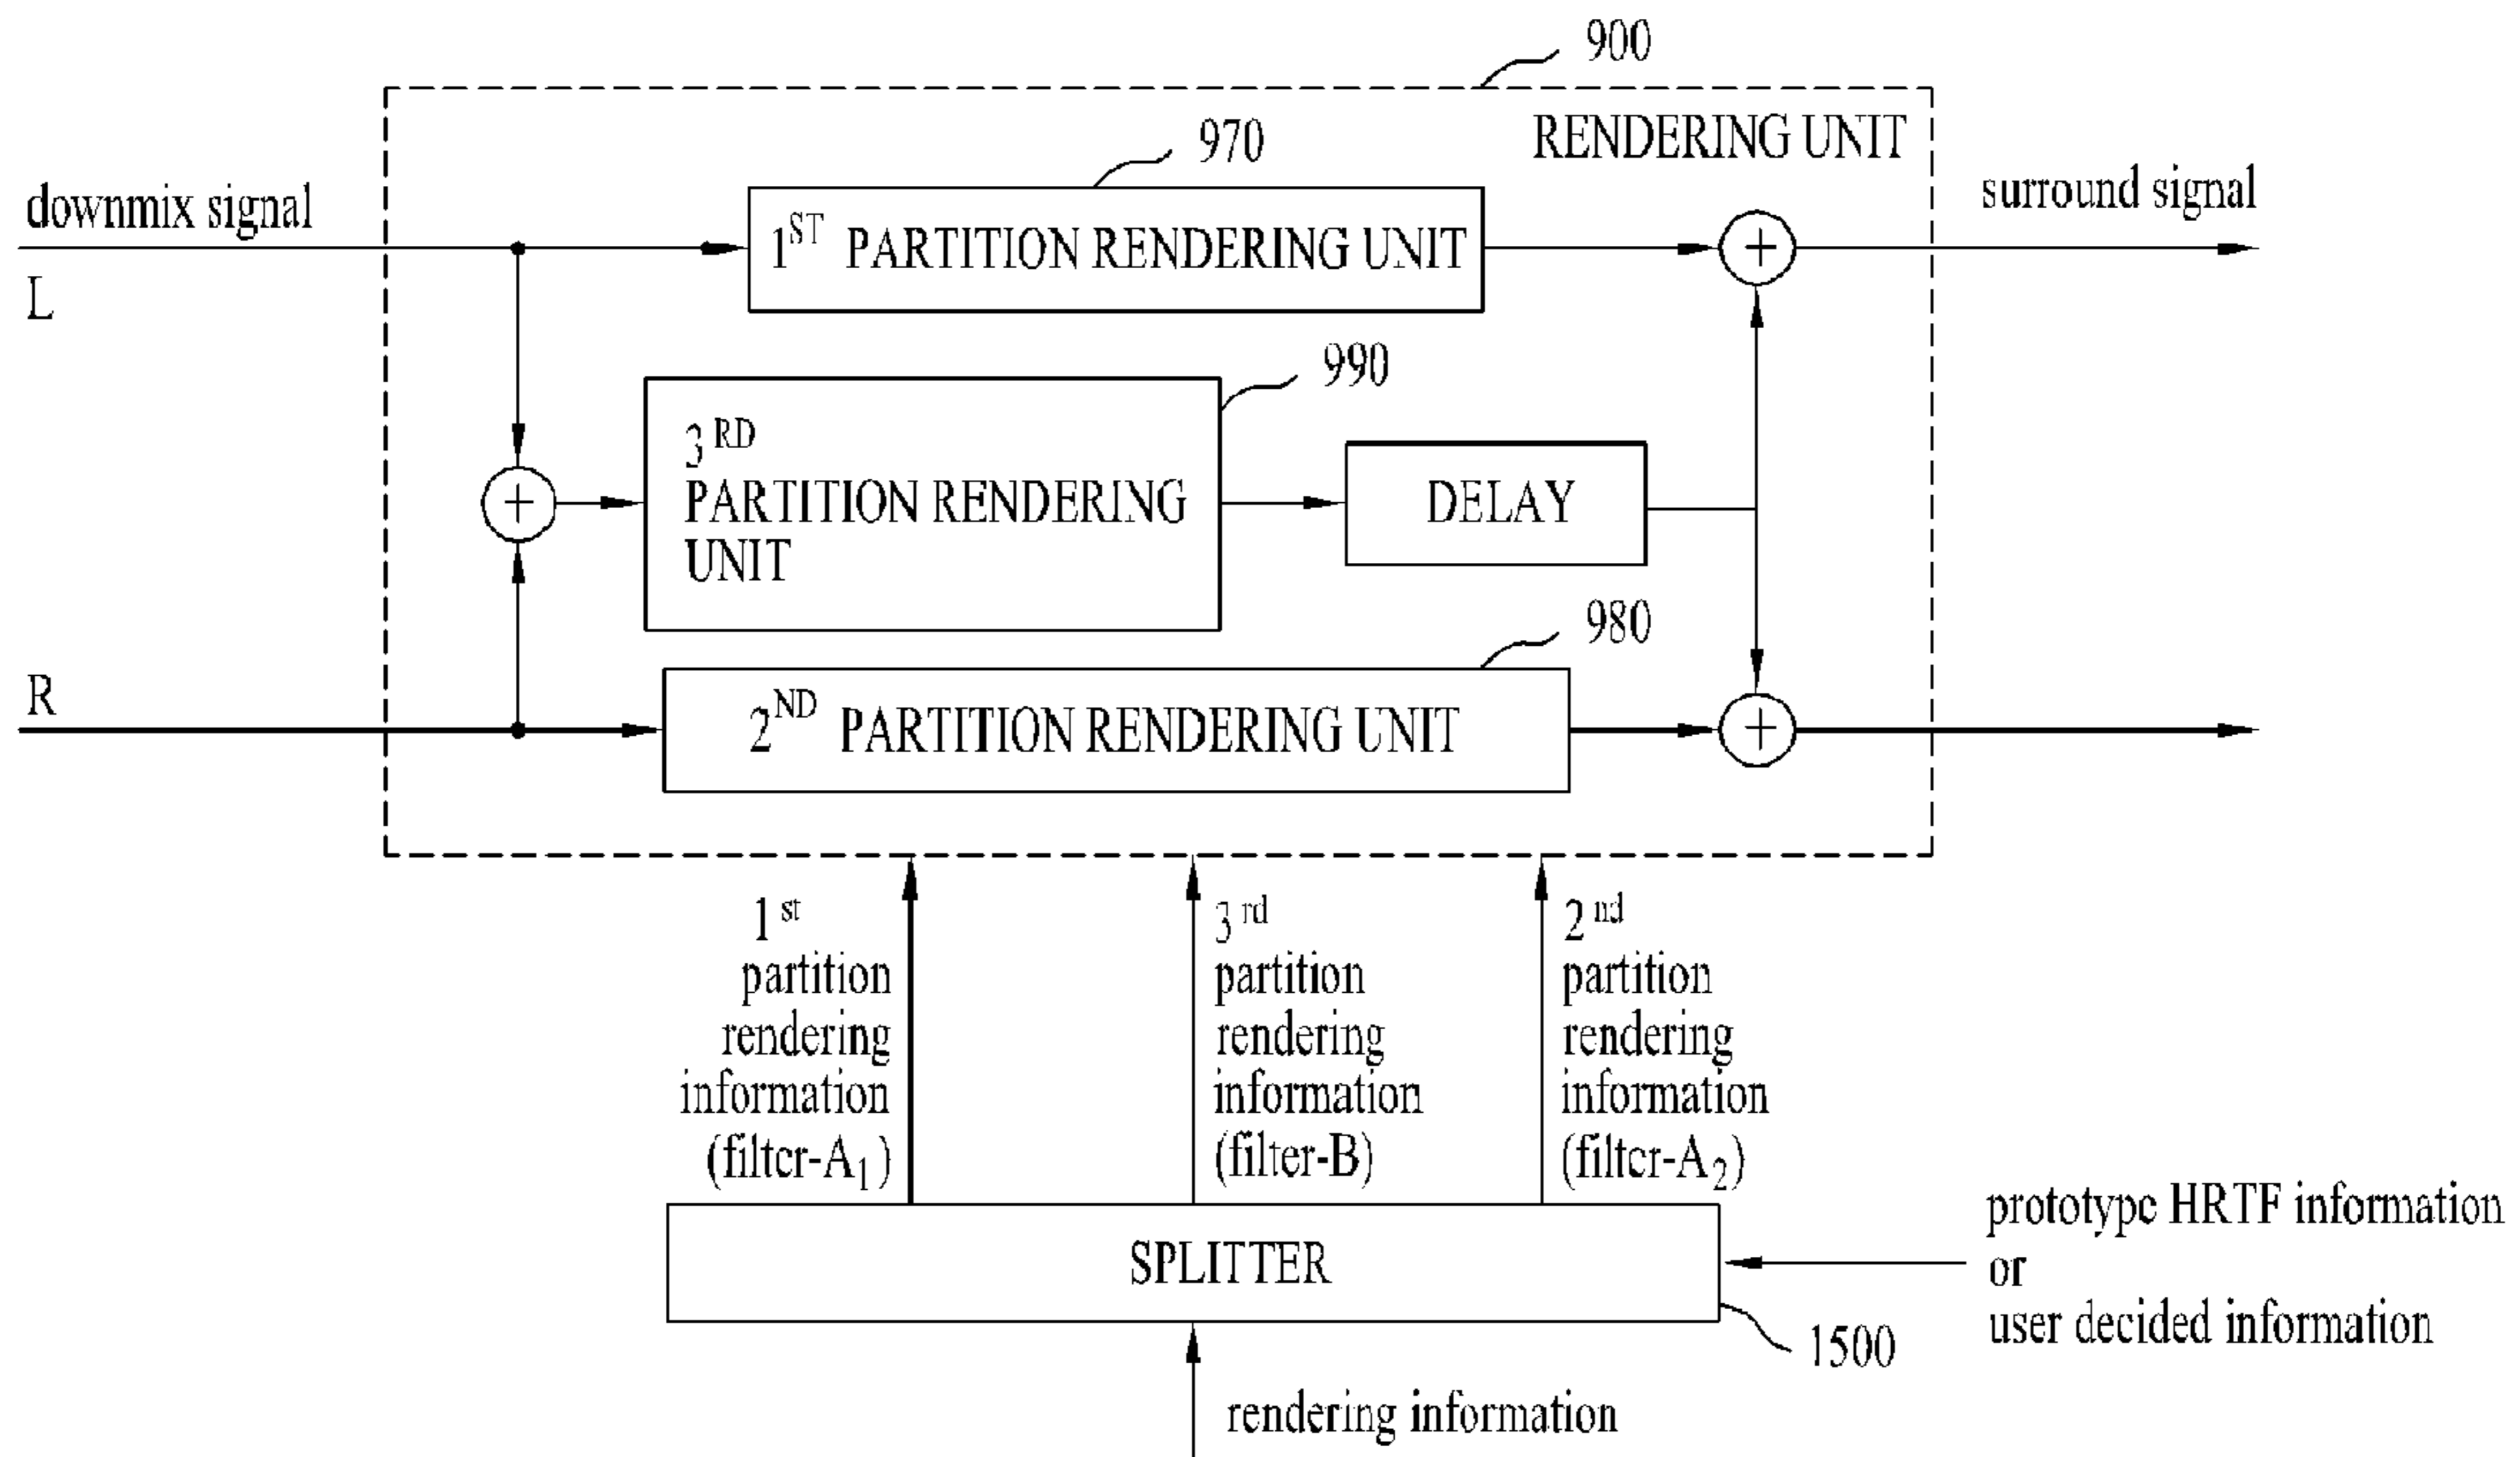 900
RENDERING UNIT
970
downmix signal
surround signal
1ST PARTITION RENDERING UNIT
+
L
990
3RD
PARTITION RENDERING
UNIT
+
DELAY
980
R
2ND PARTITION RENDERING UNIT
+
1st
partition
rendering
information
(filter-A1)
3rd
partition
rendering
information
(filter-B)
2nd
partition
rendering
information
(filter-A2)
SPLITTER
prototype HRTF information
or
user decided information
1500
rendering information